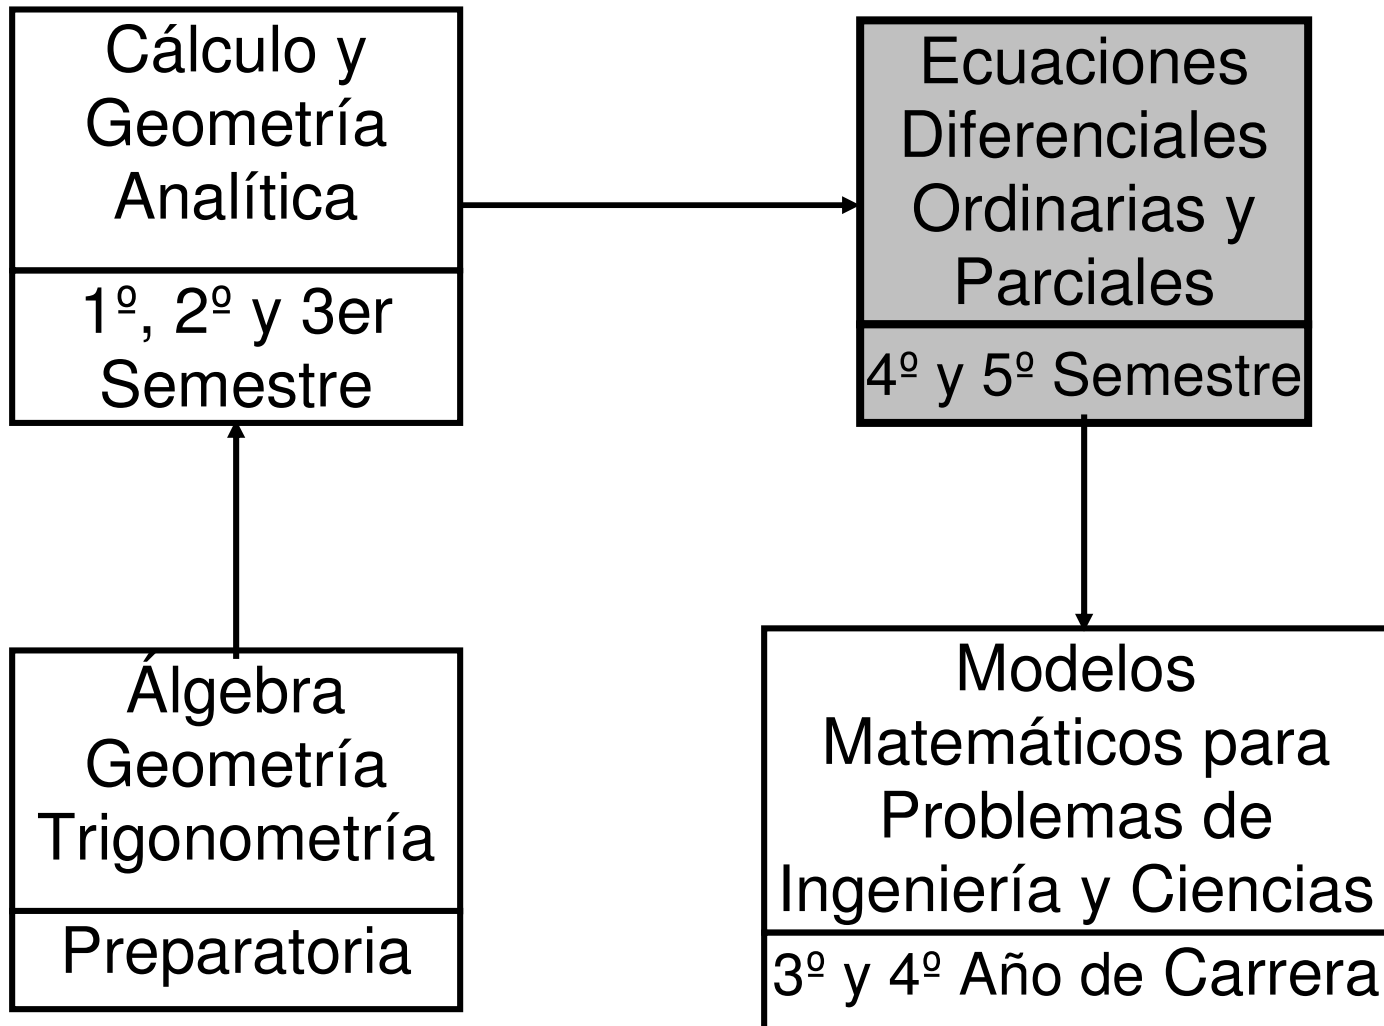 Cálculo y
Geometría
Analítica
1º, 2º y 3er
Semestre
Ecuaciones
Diferenciales
Ordinarias y
Parciales
4º y 5º Semestre
Álgebra
Geometría
Trigonometría
Preparatoria
Modelos
Matemáticos para
Problemas de
Ingeniería y Ciencias
3º y 4º Año de Carrera